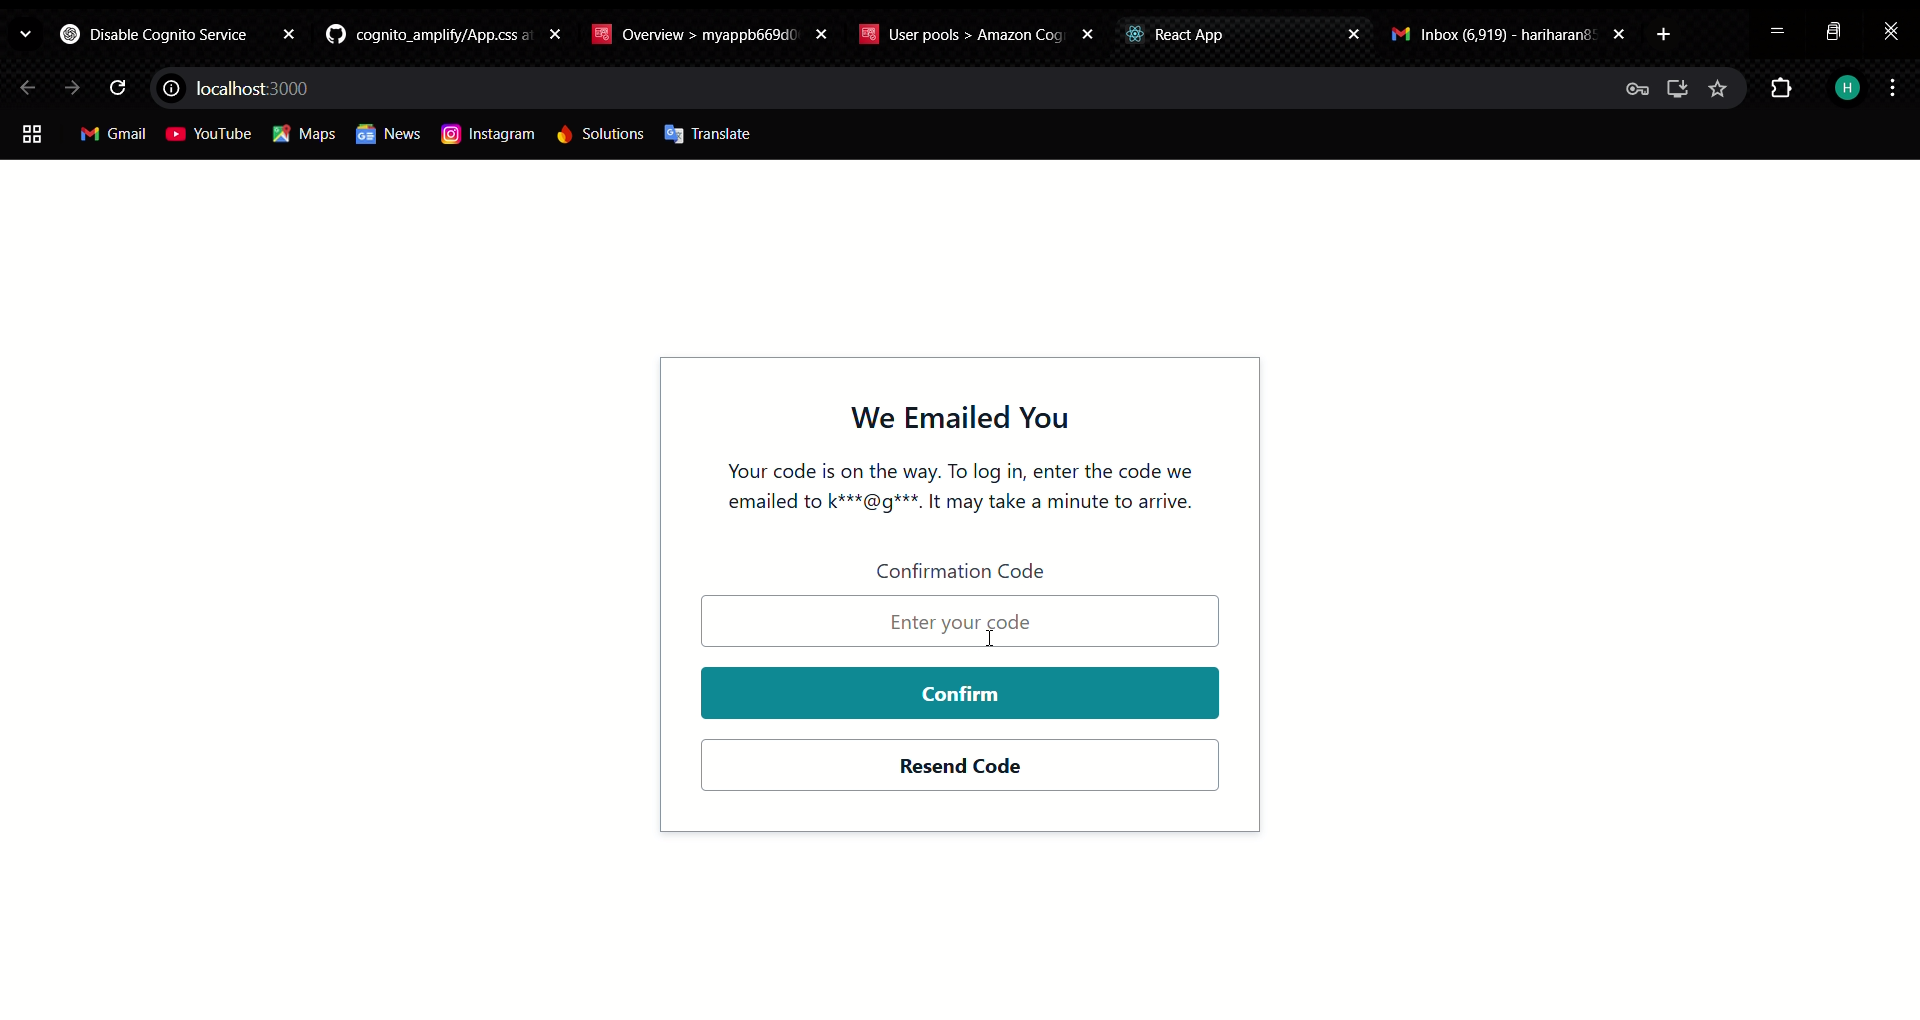 Disable Cognito Service
cognito_amplify/App.css at
Overview > myappb669d0
User pools > Amazon Cog
React App
Inbox (6,919) - hariharan85
localhost:3000
H
Gmail
YouTube
Maps
News
Instagram
Solutions
Translate
We Emailed You
Your code is on the way. To log in, enter the code we
emailed to k***@g***. It may take a minute to arrive.
Confirmation Code
Enter your code
Confirm
Resend Code